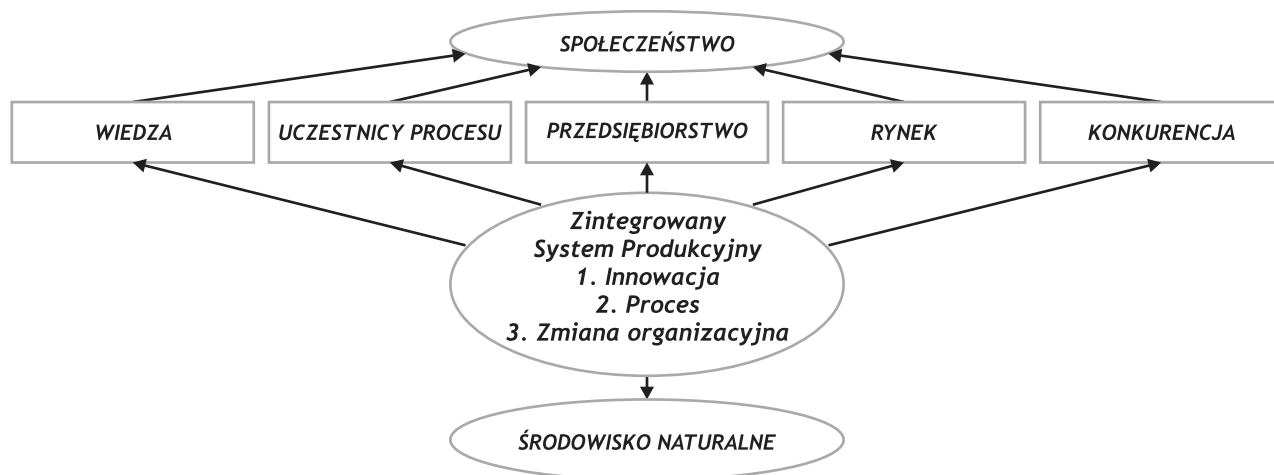 SPOŁECZEŃSTWO
WIEDZA
UCZESTNICY PROCESU
PRZEDSIĘBIORSTWO
RYNEK
KONKURENCJA
Zintegrowany
System Produkcyjny
1. Innowacja
2. Proces
3. Zmiana organizacyjna
ŚRODOWISKO NATURALNE